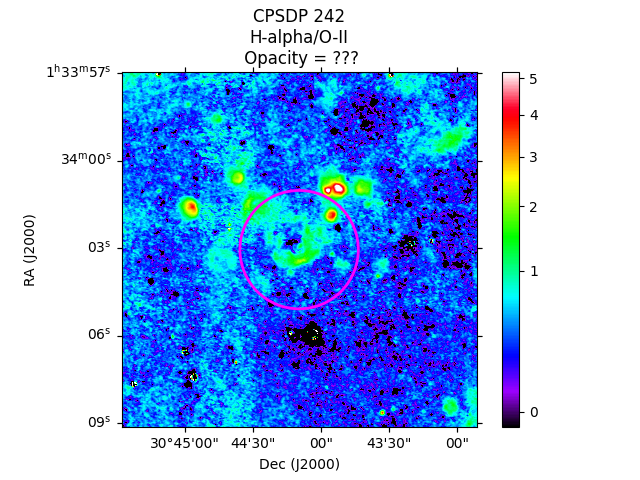 CPSDP 242
H-alpha/O-II
Opacity = ???
1ʰ33ᵐ57ˢ
34ᵐ00ˢ
03ˢ
06ˢ
09ˢ
RA (J2000)
30°45'00" 44'30" 00" 43'30" 00"
Dec (J2000)
5
4
3
2
1
0